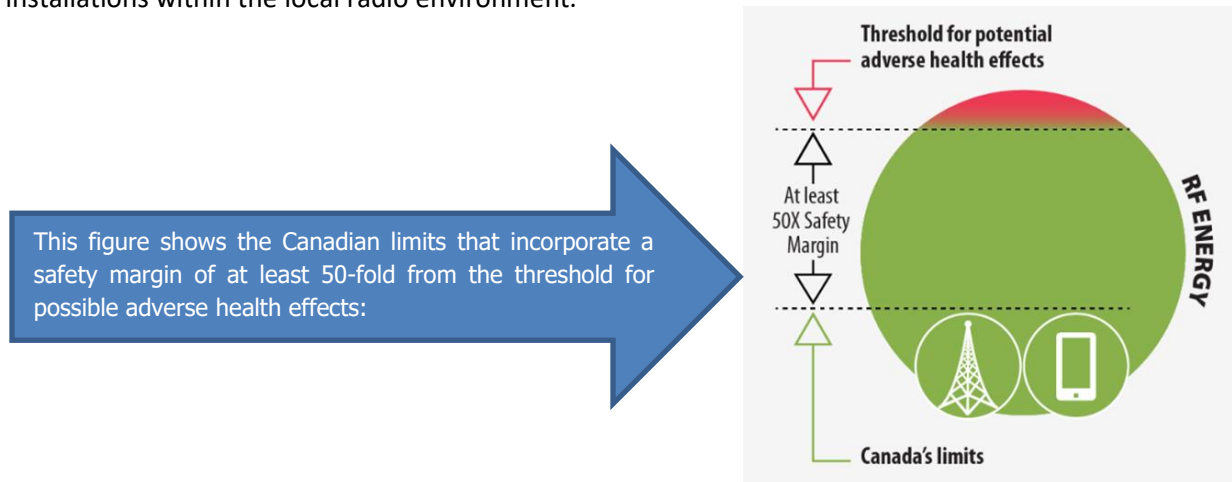 installations within the local radio environment.
This figure shows the Canadian limits that incorporate a
safety margin of at least 50-fold from the threshold for
possible adverse health effects:
Threshold for potential
adverse health effects
At least
50X Safety
Margin
RF ENERGY
Canada's limits